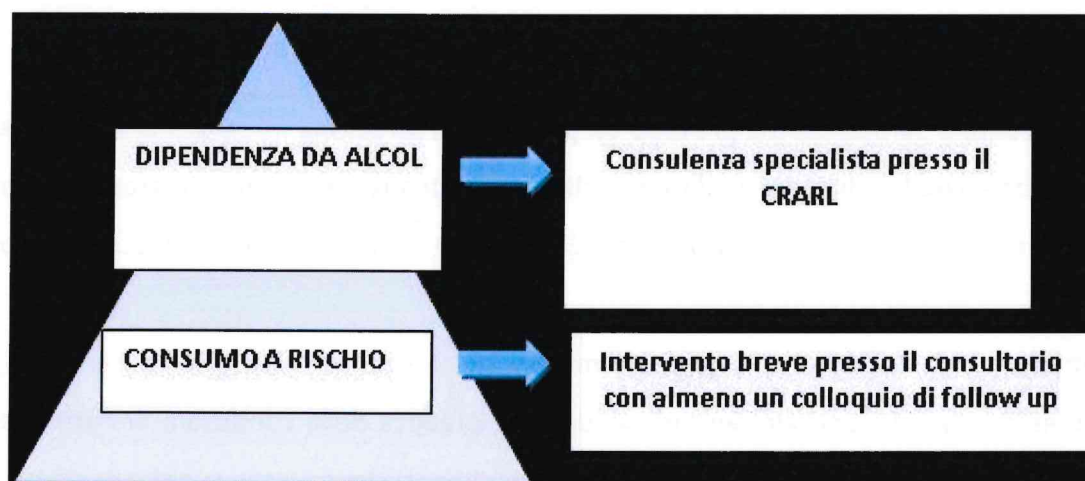 DIPENDENZA DA ALCOL
Consulenza specialista presso il
CRARL
CONSUMO A RISCHIO
Intervento breve presso il consultorio
con almeno un colloquio di follow up